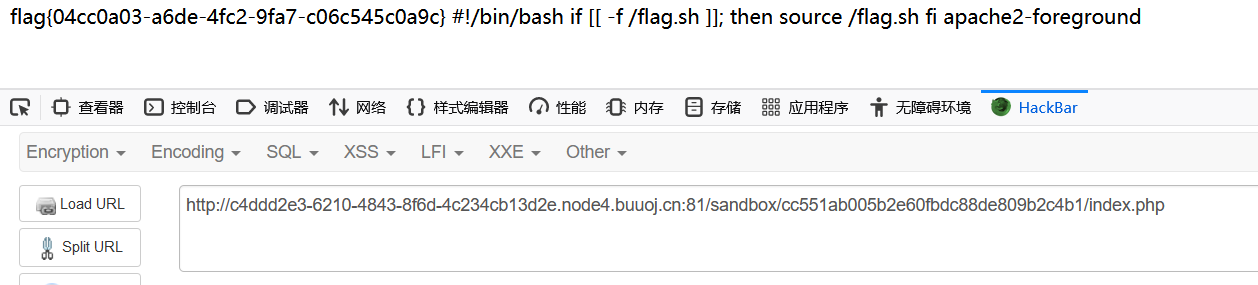 flag{04cc0a03-a6de-4fc2-9fa7-c06c545c0a9c} #!/bin/bash if [[ -f /flag.sh ]]; then source /flag.sh fi apache2-foreground
查看器 控制台 调试器 网络 样式编辑器 性能 内存 存储 应用程序 无障碍环境 HackBar
Encryption Encoding SQL XSS LFI XXE Other
Load URL
http://c4ddd2e3-6210-4843-8f6d-4c234cb13d2e.node4.buuoj.cn:81/sandbox/cc551ab005b2e60fbdc88de809b2c4b1/index.php
Split URL